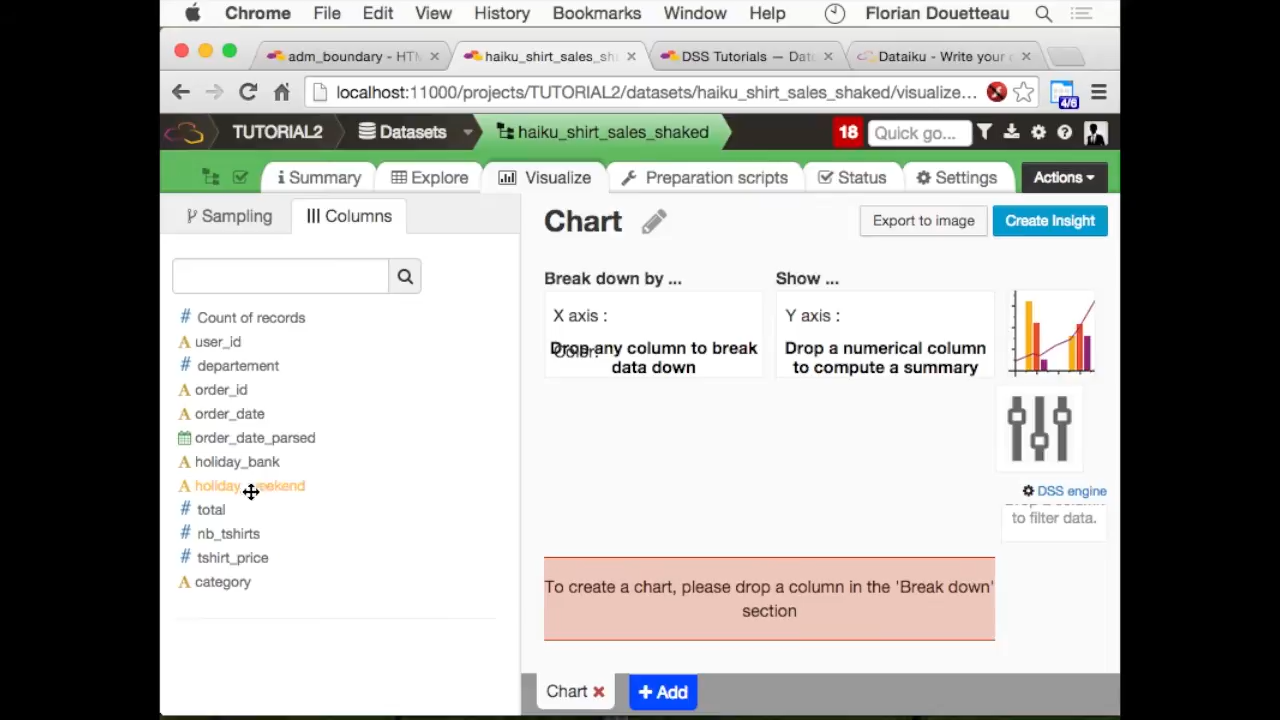 Chrome File Edit View History Bookmarks Window Help Florian Douetteau
adm_boundary - HTM haiku_shirt_sales_sh DSS Tutorials — Data Dataiku - Write your
localhost:11000/projects/TUTORIAL2/datasets/haiku_shirt_sales_shaked/visualize... 4/6
TUTORIAL2 Datasets haiku_shirt_sales_shaked 18 Quick go...
Summary Explore Visualize Preparation scripts Status Settings Actions
Sampling Columns
Chart Export to image Create Insight
Break down by ... Show ...
# Count of records
X axis : Y axis :
A user_id
Drop any column to break Drop a numerical column
data down to compute a summary
# departement
A order_id
A order_date
order_date_parsed
A holiday_bank
A holiday_weekend
DSS engine
# total
to filter data.
# nb_tshirts
# tshirt_price
A category
To create a chart, please drop a column in the 'Break down'
section
Chart + Add